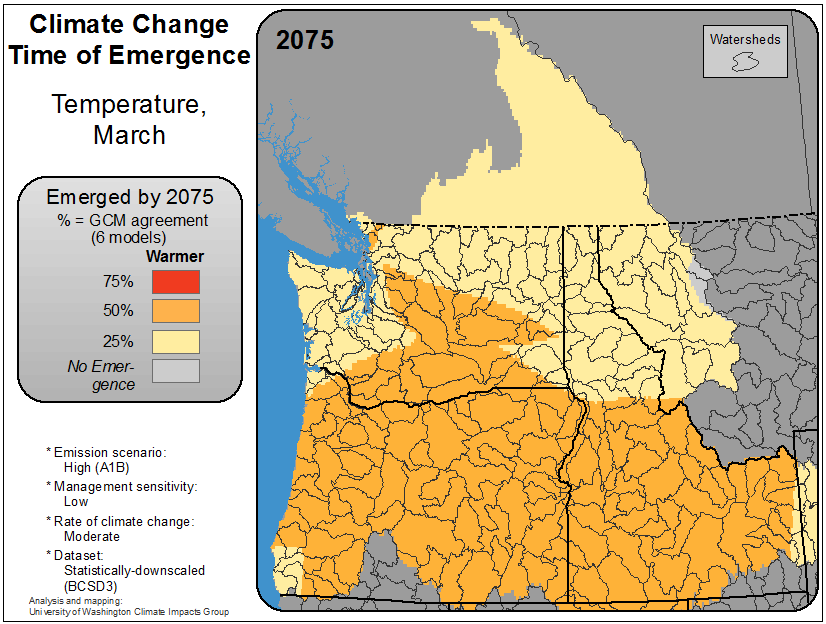 Climate Change
Time of Emergence
Temperature,
March
Emerged by 2075
% = GCM agreement
(6 models)
Warmer
75%
50%
25%
No Emer-
gence
* Emission scenario:
High (A1B)
* Management sensitivity:
Low
* Rate of climate change:
Moderate
* Dataset:
Statistically-downscaled
(BCSD3)
Analysis and mapping:
University of Washington Climate Impacts Group
2075
Watersheds